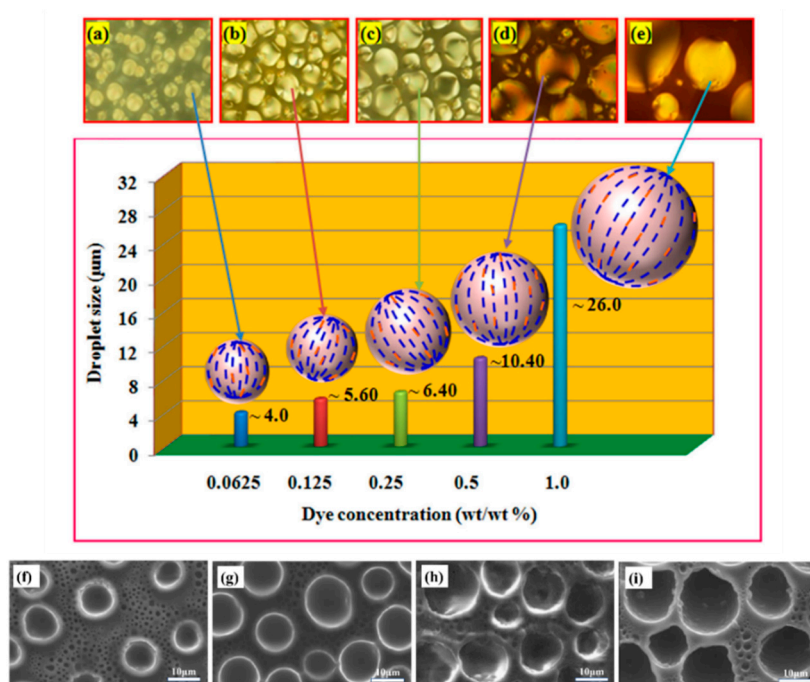 (a) (b) (c) (d) (e)
Droplet size (μm)
32
28
24
20
16
12
8
4
0
~ 4.0
~ 5.60
~ 6.40
~10.40
~ 26.0
0.0625 0.125 0.25 0.5 1.0
Dye concentration (wt/wt %)
(f) (g) (h) (i)
10μm 10μm 10μm 10μm